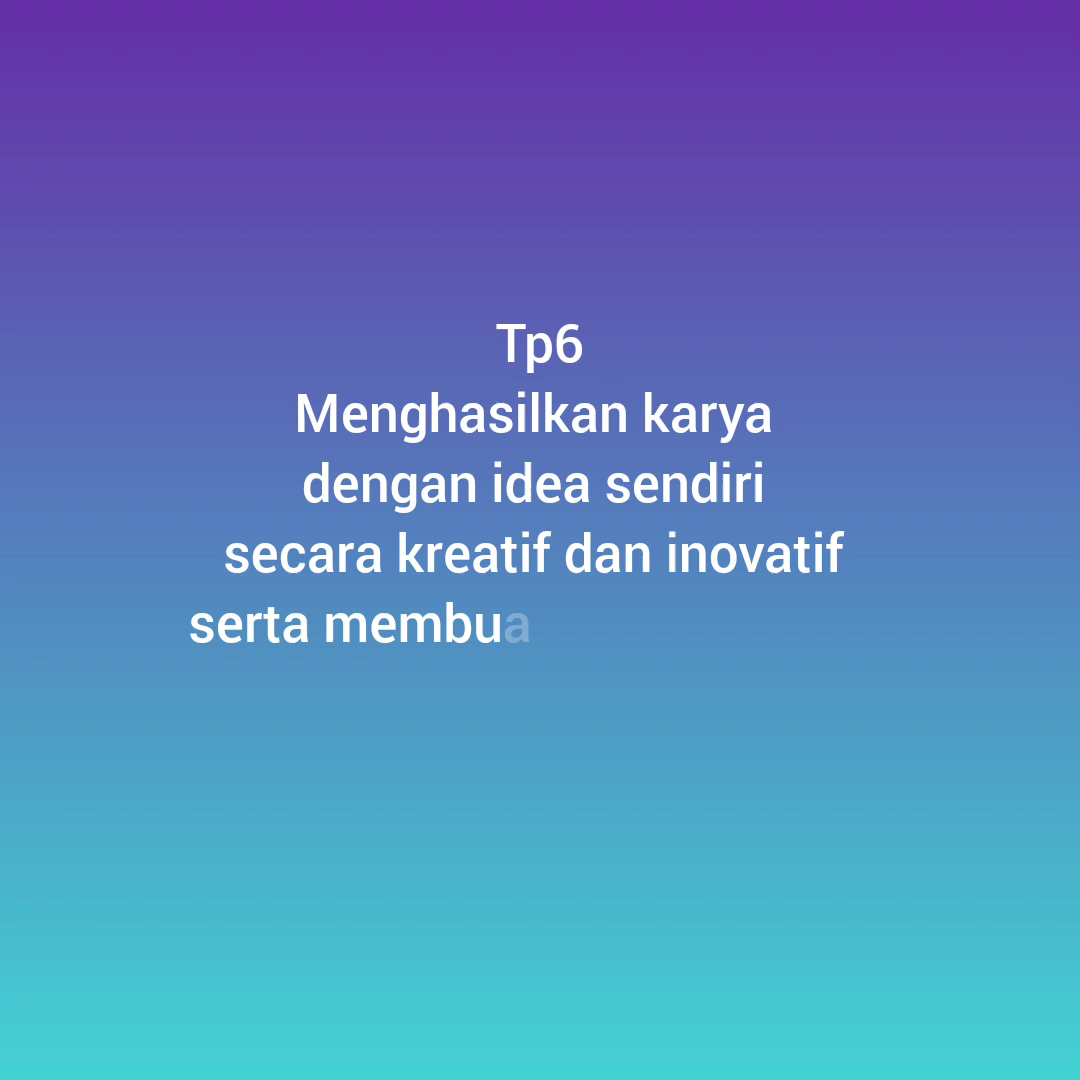 Tp6
Menghasilkan karya
dengan idea sendiri
secara kreatif dan inovatif
serta membua